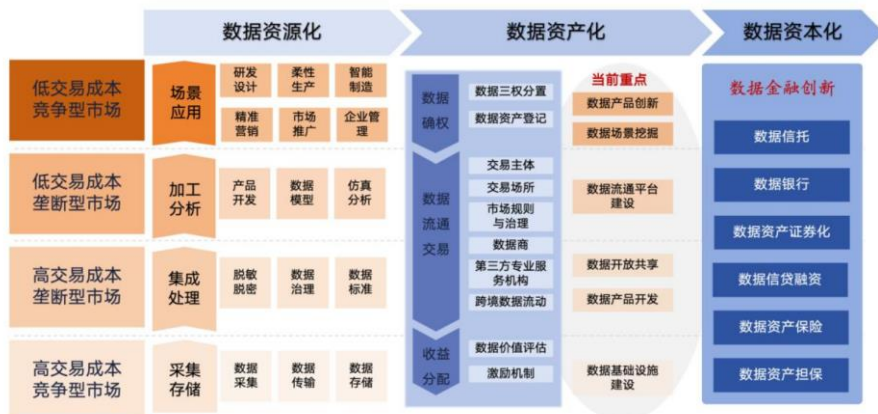 数据资源化
数据资产化
数据资本化
低交易成本
竞争型市场
场景
应用
研发
设计
柔性
生产
智能
制造
精准
营销
市场
推广
企业管
理
低交易成本
垄断型市场
加工
分析
产品
开发
数据
模型
仿真
分析
高交易成本
垄断型市场
集成
处理
脱敏
脱密
数据
治理
数据
标准
高交易成本
竞争型市场
采集
存储
数据
采集
数据
传输
数据
存储
数据
确权
数据三权分置
数据资产登记
数据
流通
交易
交易主体
交易场所
市场规则
与治理
数据商
第三方专业服
务机构
跨境数据流动
收益
分配
数据价值评估
激励机制
当前重点
数据产品创新
数据场景挖掘
数据流通平台
建设
数据开放共享
数据产品开发
数据基础设施
建设
数据金融创新
数据信托
数据银行
数据资产证券化
数据信贷融资
数据资产保险
数据资产担保